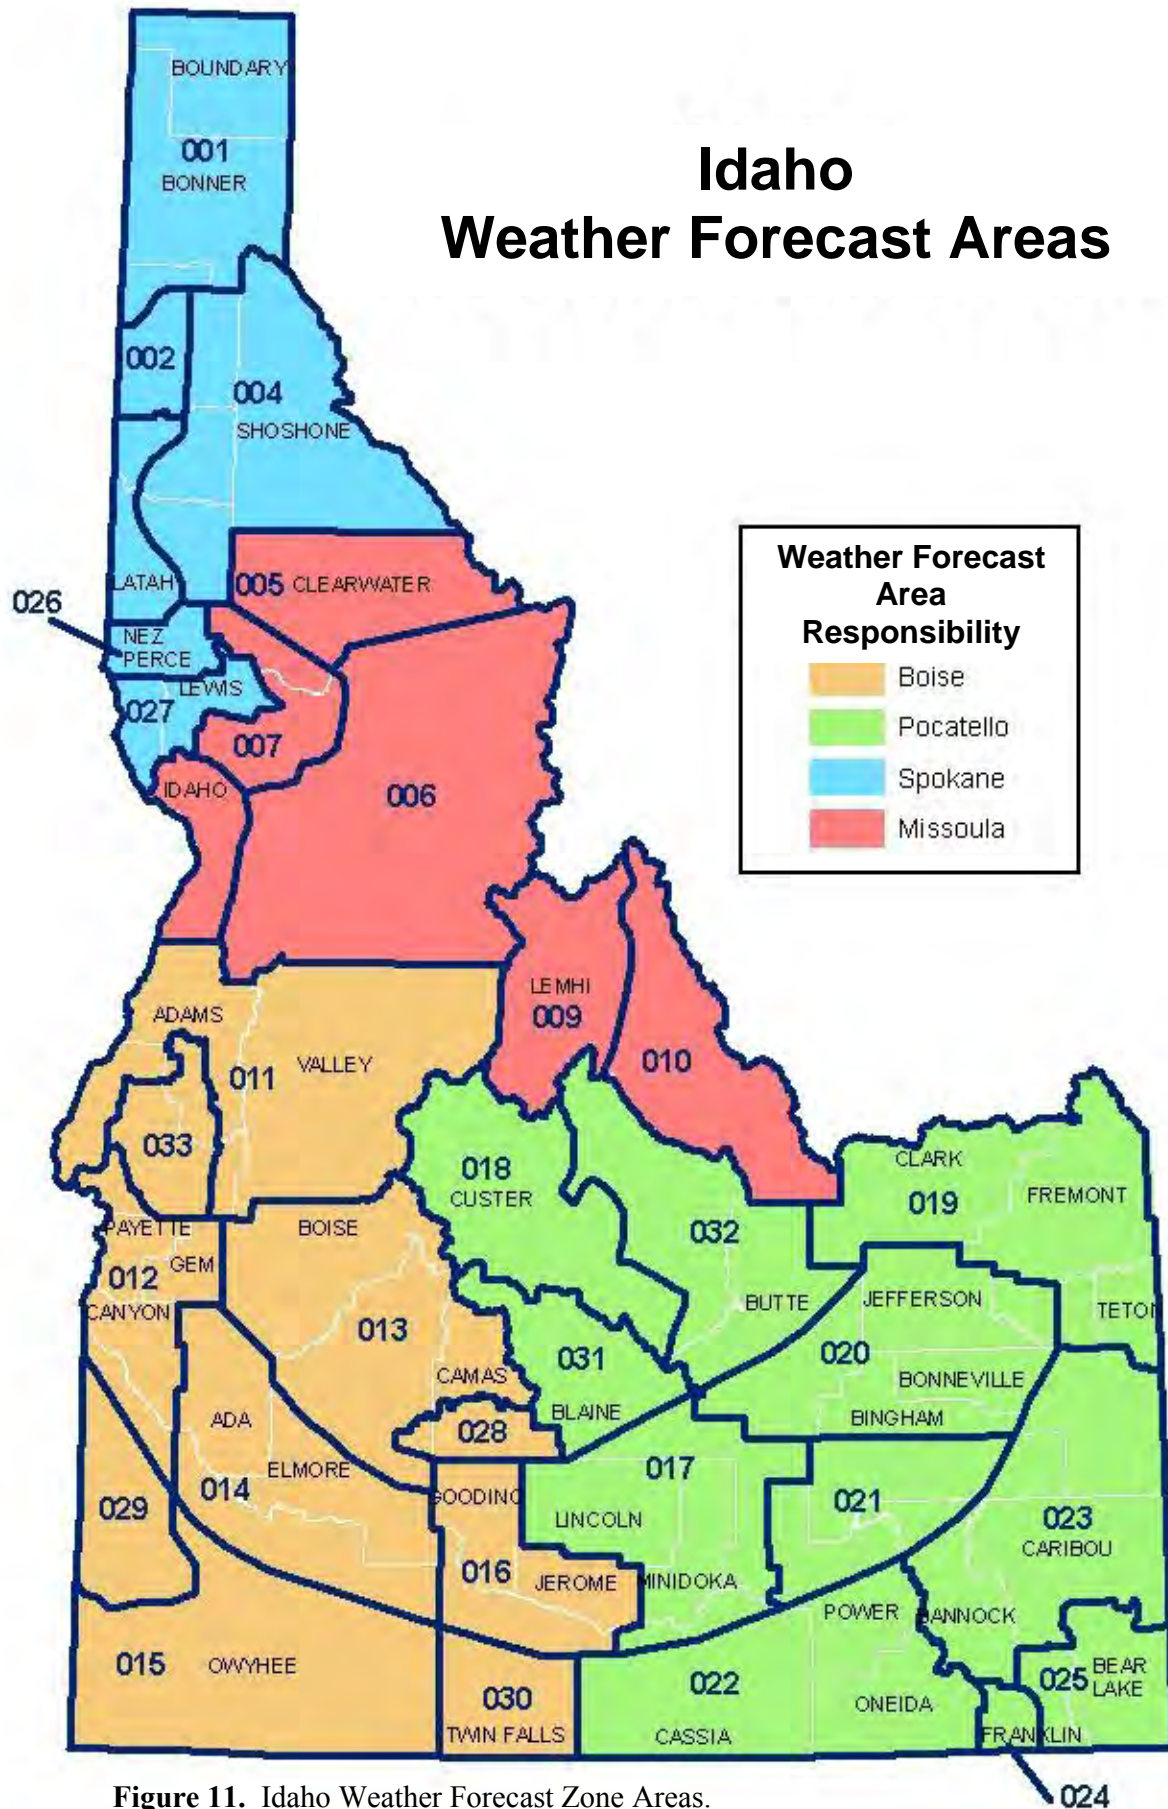 BOUNDARY
001
BONNER
Idaho
Weather Forecast Areas
002
004
SHOSHONE
Weather Forecast
Area
Responsibility
Boise
Pocatello
Spokane
Missoula
LATAH
005 CLEARWATER
026
NEZ
PERCE
LEWIS
027
007
IDAHO
006
LEMHI
009
ADAMS
VALLEY
010
011
033
018
CUSTER
CLARK
019
FREMONT
PAYETTE
BOISE
032
GEM
012
CANYON
BUTTE
JEFFERSON
TETON
013
031
020
CAMAS
BONNEVILLE
ADA
BLAINE
BINGHAM
028
ELMORE
017
014
029
GOODING
021
LINCOLN
023
CARIBOU
016
JEROME
MINIDOKA
POWER
BANNOCK
015
OWYHEE
025
BEAR
LAKE
022
030
ONEIDA
TWIN FALLS
CASSIA
FRANKLIN
024
Figure 11. Idaho Weather Forecast Zone Areas.